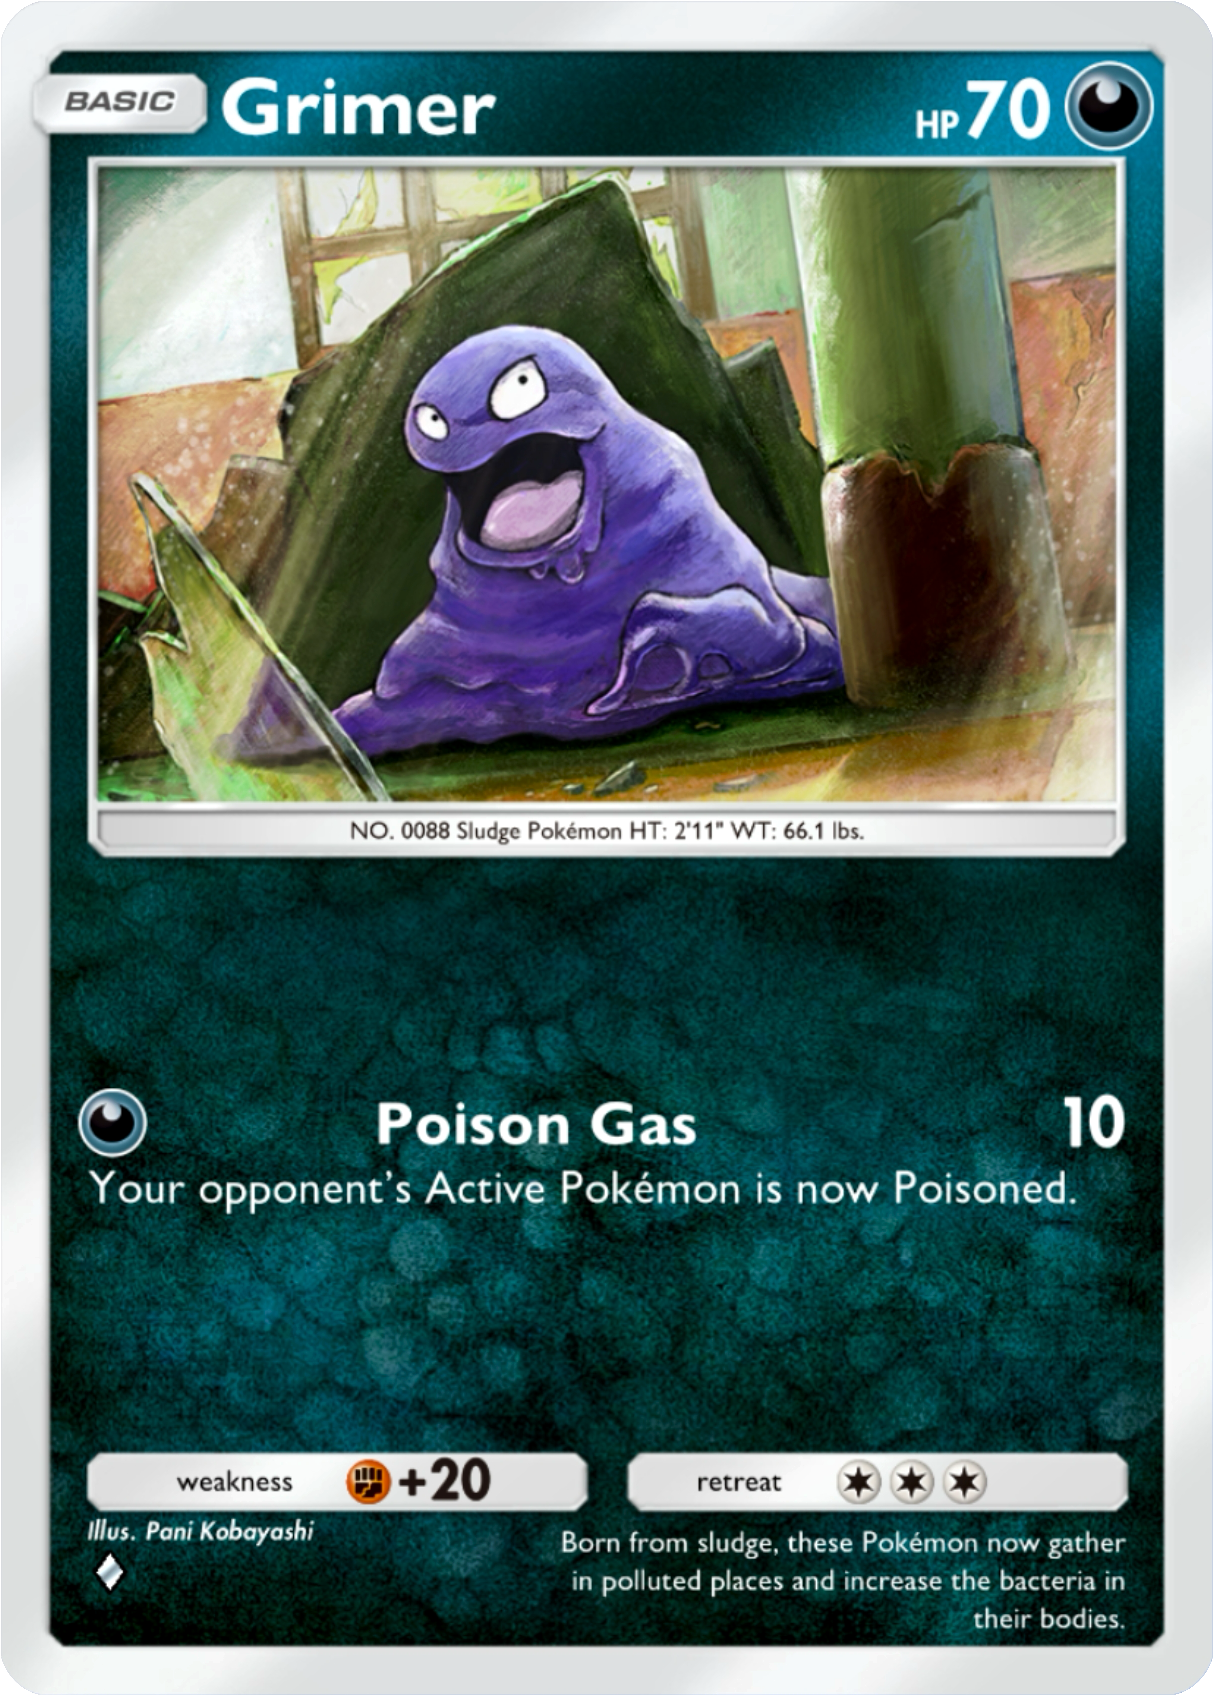 BASIC
Grimer
HP 70
NO. 0088 Sludge Pokémon HT: 2'11" WT: 66.1 lbs.
Poison Gas 10
Your opponent's Active Pokémon is now Poisoned.
weakness +20
retreat
Illus. Pani Kobayashi
Born from sludge, these Pokémon now gather
in polluted places and increase the bacteria in
their bodies.